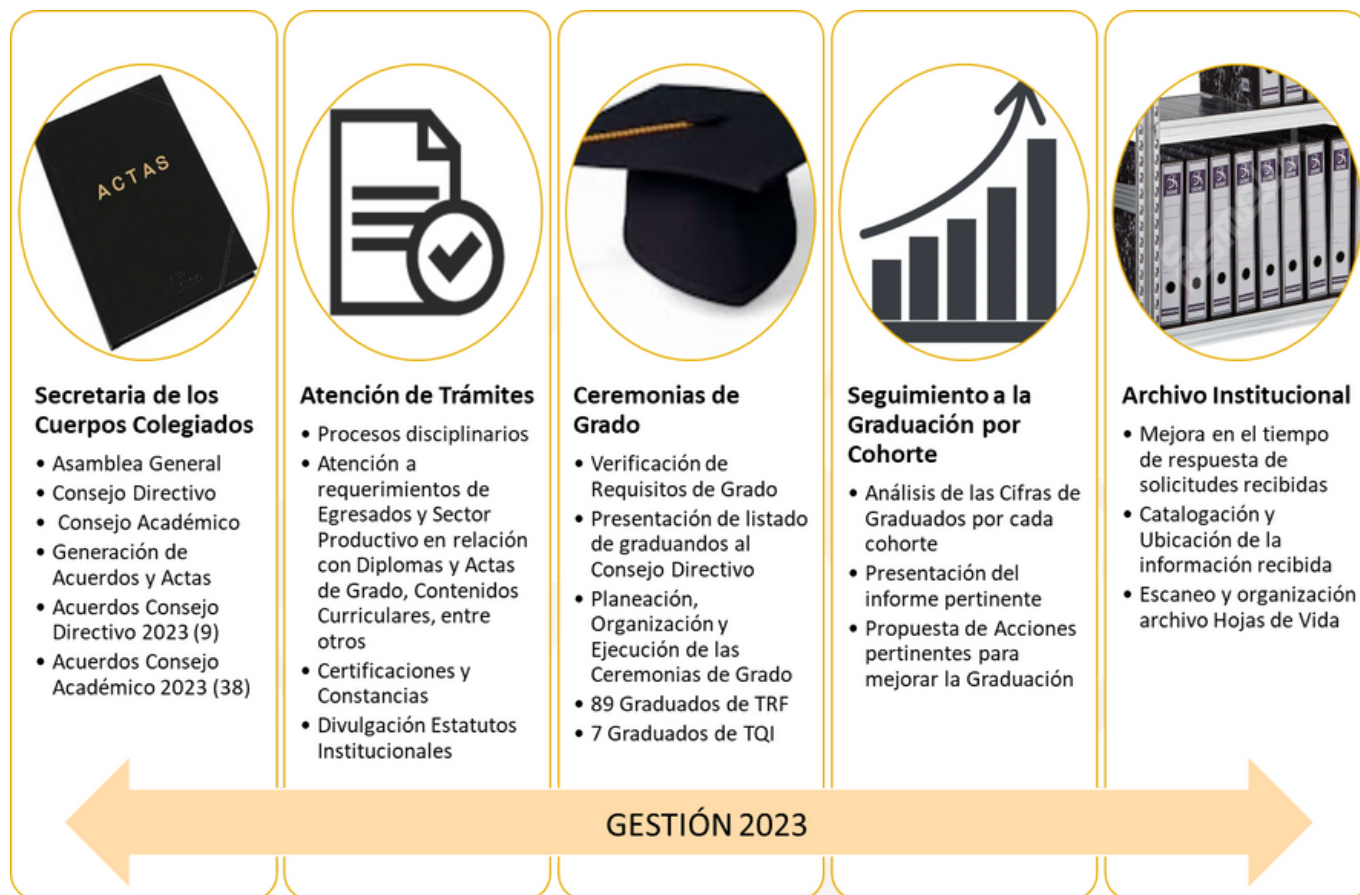 ACTAS
Secretaria de los
Cuerpos Colegiados
• Asamblea General
• Consejo Directivo
• Consejo Académico
• Generación de
Acuerdos y Actas
• Acuerdos Consejo
Directivo 2023 (9)
• Acuerdos Consejo
Académico 2023 (38)
Atención de Trámites
• Procesos disciplinarios
• Atención a
requerimientos de
Egresados y Sector
Productivo en relación
con Diplomas y Actas
de Grado, Contenidos
Curriculares, entre
otros
• Certificaciones y
Constancias
• Divulgación Estatutos
Institucionales
Ceremonias de
Grado
• Verificación de
Requisitos de Grado
• Presentación de listado
de graduandos al
Consejo Directivo
• Planeación,
Organización y
Ejecución de las
Ceremonias de Grado
• 89 Graduados de TRF
• 7 Graduados de TQI
Seguimiento a la
Graduación por
Cohorte
• Análisis de las Cifras de
Graduados por cada
cohorte
• Presentación del
informe pertinente
• Propuesta de Acciones
pertinentes para
mejorar la Graduación
Archivo Institucional
• Mejora en el tiempo
de respuesta de
solicitudes recibidas
• Catalogación y
Ubicación de la
información recibida
• Escaneo y organización
archivo Hojas de Vida
GESTIÓN 2023